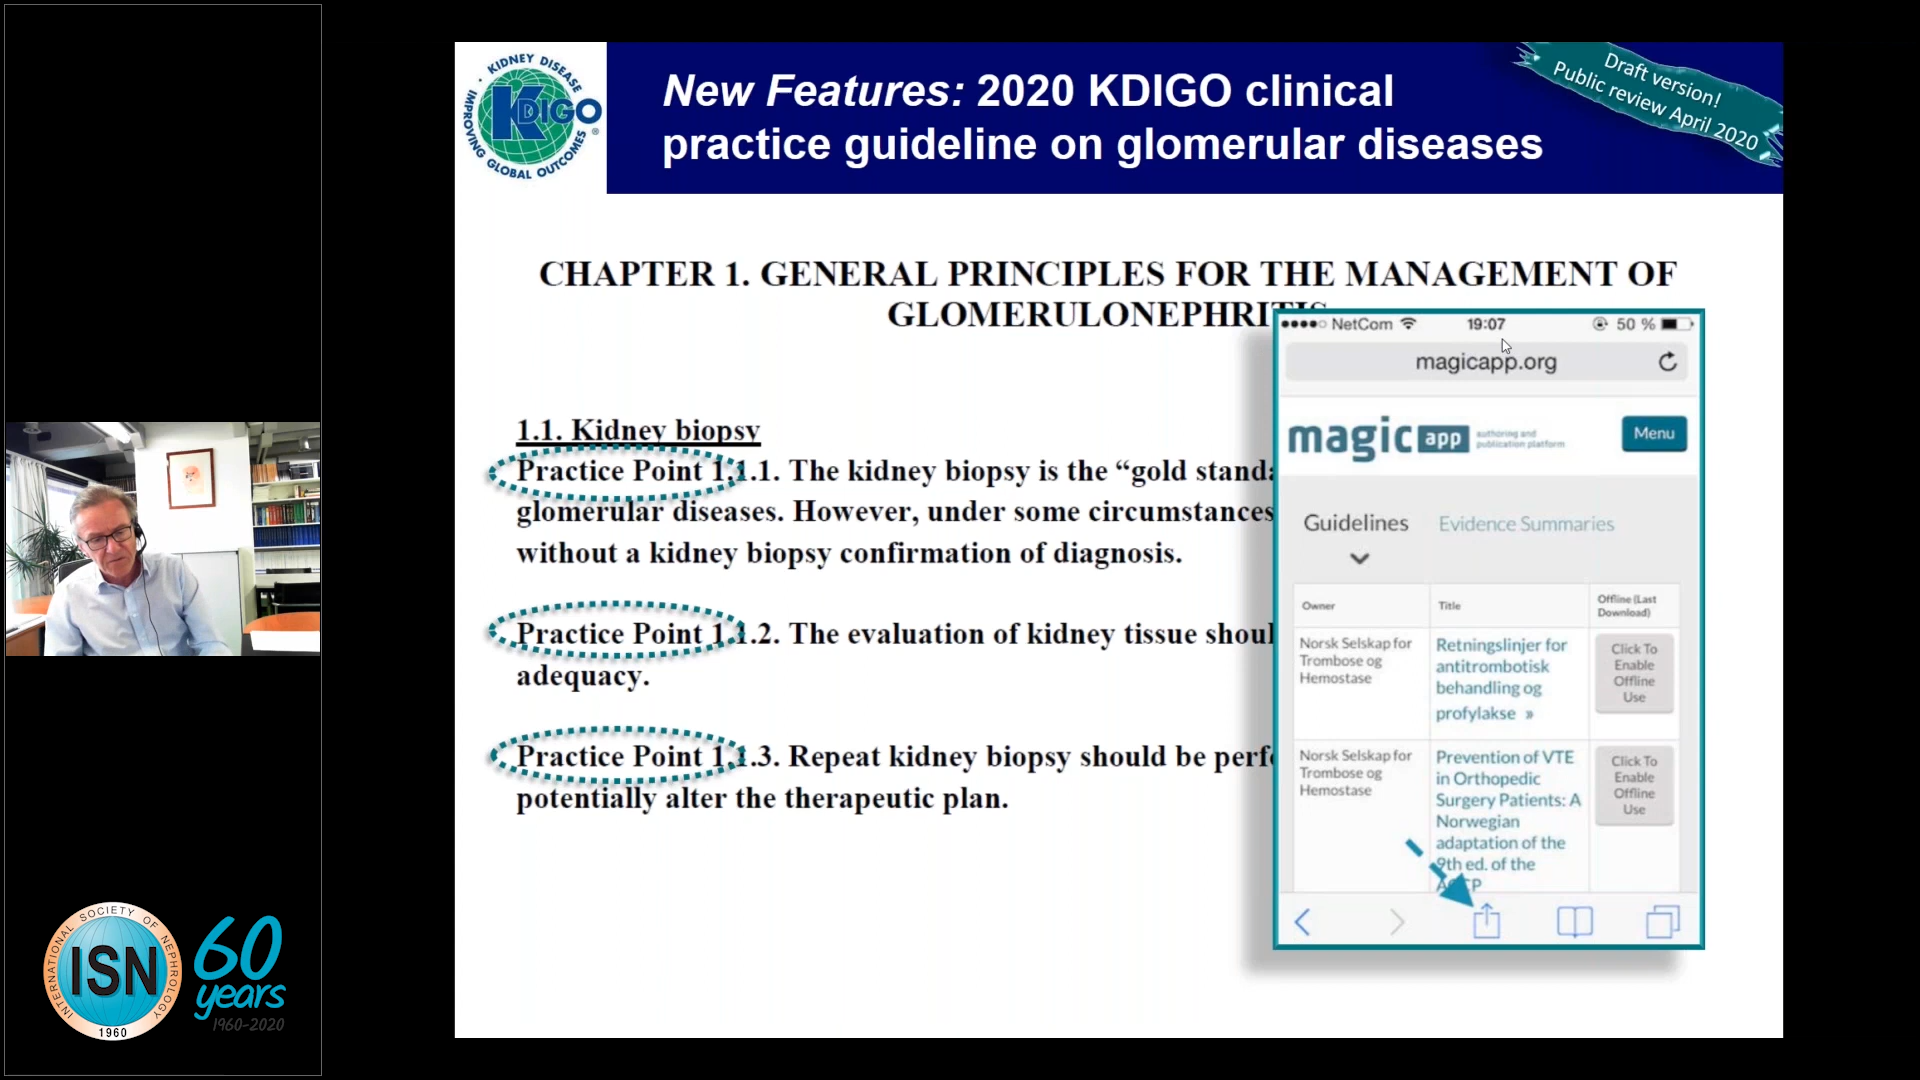 KIDNEY DISEASE
KDIGO
®
IMPROVING GLOBAL OUTCOMES
New Features: 2020 KDIGO clinical
practice guideline on glomerular diseases
Draft version!
Public review April 2020
CHAPTER 1. GENERAL PRINCIPLES FOR THE MANAGEMENT OF
GLOMERULONEPHRITIS
1.1. Kidney biopsy
Practice Point 1.1.1. The kidney biopsy is the “gold standa
glomerular diseases. However, under some circumstances
without a kidney biopsy confirmation of diagnosis.
Practice Point 1.1.2. The evaluation of kidney tissue shoul
adequacy.
Practice Point 1.1.3. Repeat kidney biopsy should be perfo
potentially alter the therapeutic plan.
NetCom 19:07 50 %
magicapp.org
magic app authoring and
publication platform
Menu
Guidelines Evidence Summaries
Owner Title Offline (Last
Download)
Norsk Selskap for
Trombose og
Hemostase
Retningslinjer for
antitrombotisk
behandling og
profylakse »
Click To
Enable
Offline
Use
Norsk Selskap for
Trombose og
Hemostase
Prevention of VTE
in Orthopedic
Surgery Patients: A
Norwegian
adaptation of the
9th ed. of the
Click To
Enable
Offline
Use
INTERNATIONAL SOCIETY OF NEPHROLOGY
ISN
1960
60
years
1960-2020